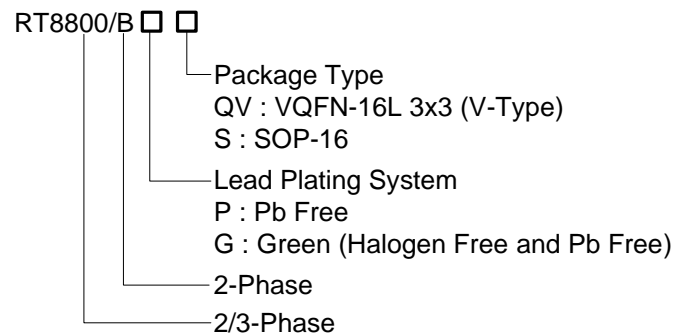 RT8800/B
Package Type
QV : VQFN-16L 3x3 (V-Type)
S : SOP-16
Lead Plating System
P : Pb Free
G : Green (Halogen Free and Pb Free)
2-Phase
2/3-Phase